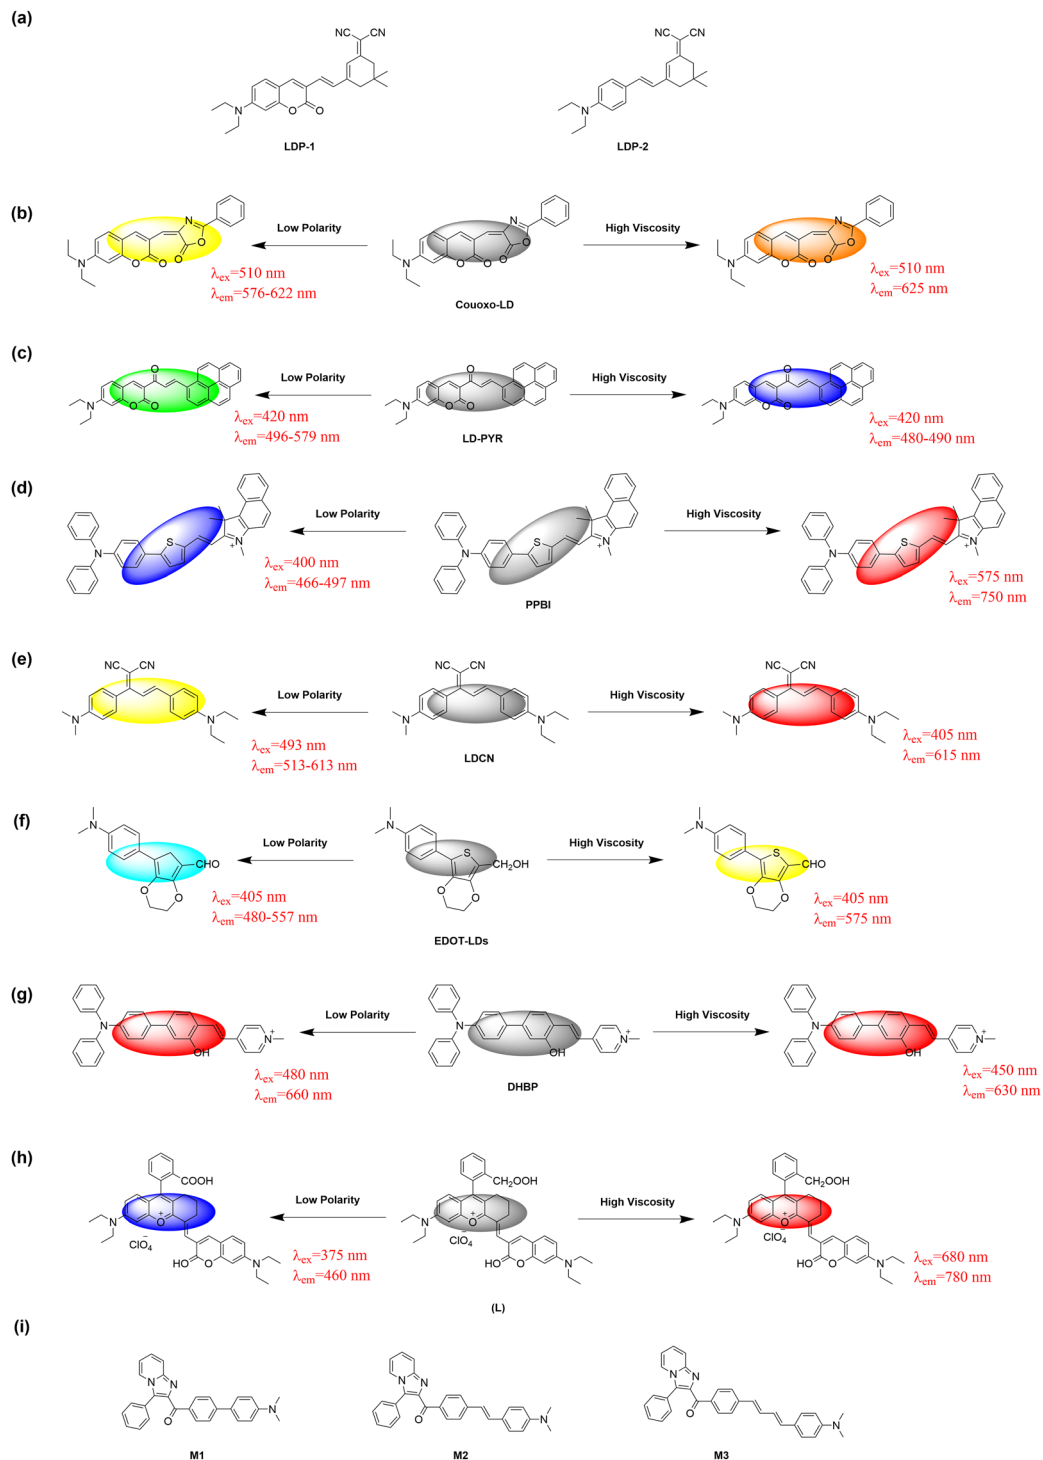 (a)
NC CN
N
O O
LDP-1
NC CN
N
LDP-2
(b)
N
O
O
O
O
N
λex=510 nm
λem=576-622 nm
Low Polarity
N
O
O
O
O
N
Couoxo-LD
High Viscosity
N
O
O
O
O
N
λex=510 nm
λem=625 nm
(c)
O
N
O
O
λex=420 nm
λem=496-579 nm
Low Polarity
O
N
O
O
LD-PYR
High Viscosity
O
N
O
O
λex=420 nm
λem=480-490 nm
(d)
N
S
N
+
λex=400 nm
λem=466-497 nm
Low Polarity
N
S
N
+
PPBI
High Viscosity
N
S
N
+
λex=575 nm
λem=750 nm
(e)
NC CN
N
N
λex=493 nm
λem=513-613 nm
Low Polarity
NC CN
N
N
LDCN
High Viscosity
NC CN
N
N
λex=405 nm
λem=615 nm
(f)
N
CHO
O
O
λex=405 nm
λem=480-557 nm
Low Polarity
N
S
CH2OH
O
O
EDOT-LDs
High Viscosity
N
S
CHO
O
O
λex=405 nm
λem=575 nm
(g)
N
OH
N
+
λex=480 nm
λem=660 nm
Low Polarity
N
OH
N
+
DHBP
High Viscosity
N
OH
N
+
λex=450 nm
λem=630 nm
(h)
COOH
N
O
+
ClO4−
HO
O
N
λex=375 nm
λem=460 nm
Low Polarity
CH2OOH
N
O
+
ClO4−
HO
O
N
(L)
High Viscosity
CH2OOH
N
O
+
ClO4−
HO
O
N
λex=680 nm
λem=780 nm
(i)
N
N
O
N
M1
N
N
O
N
M2
N
N
O
N
M3